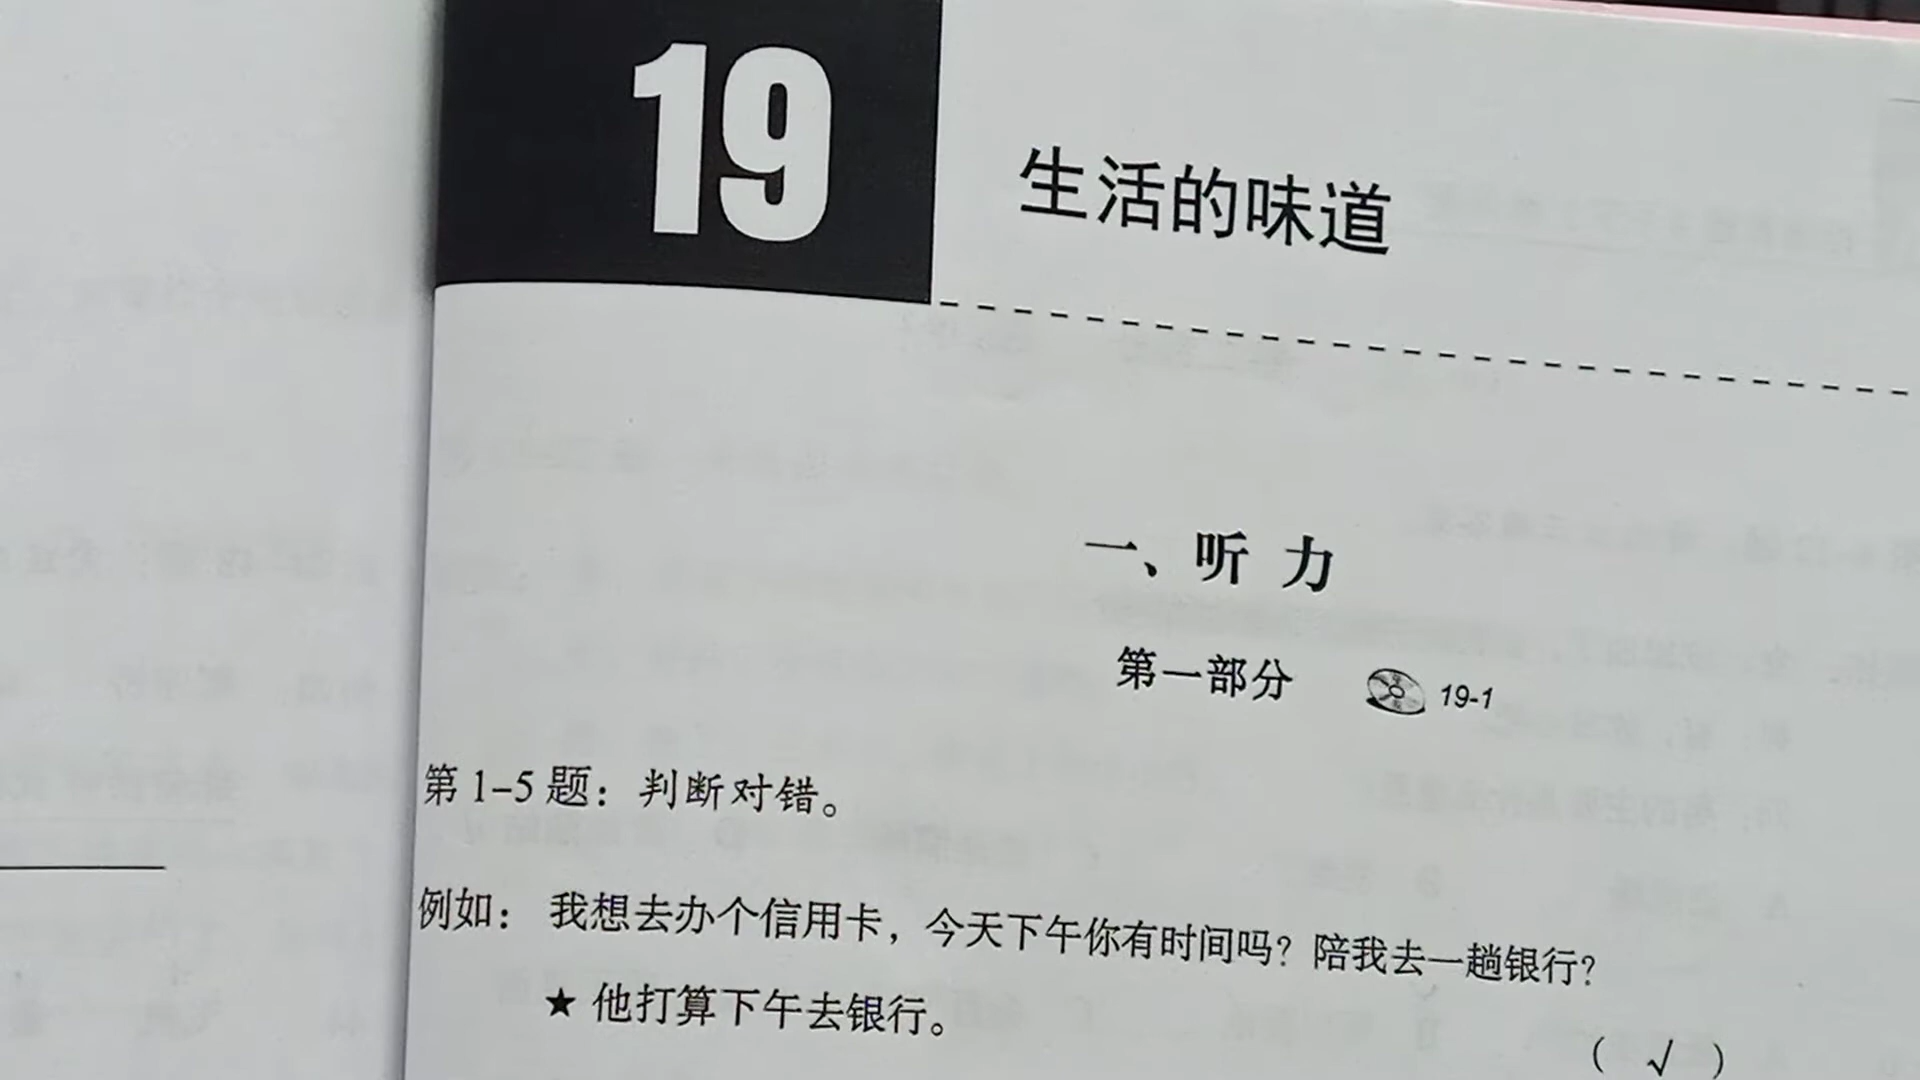 19
生活的味道
一、听 力
第一部分 19-1
第1-5题：判断对错。
例如：我想去办个信用卡，今天下午你有时间吗？陪我去一趟银行？
★ 他打算下午去银行。
（ √ ）